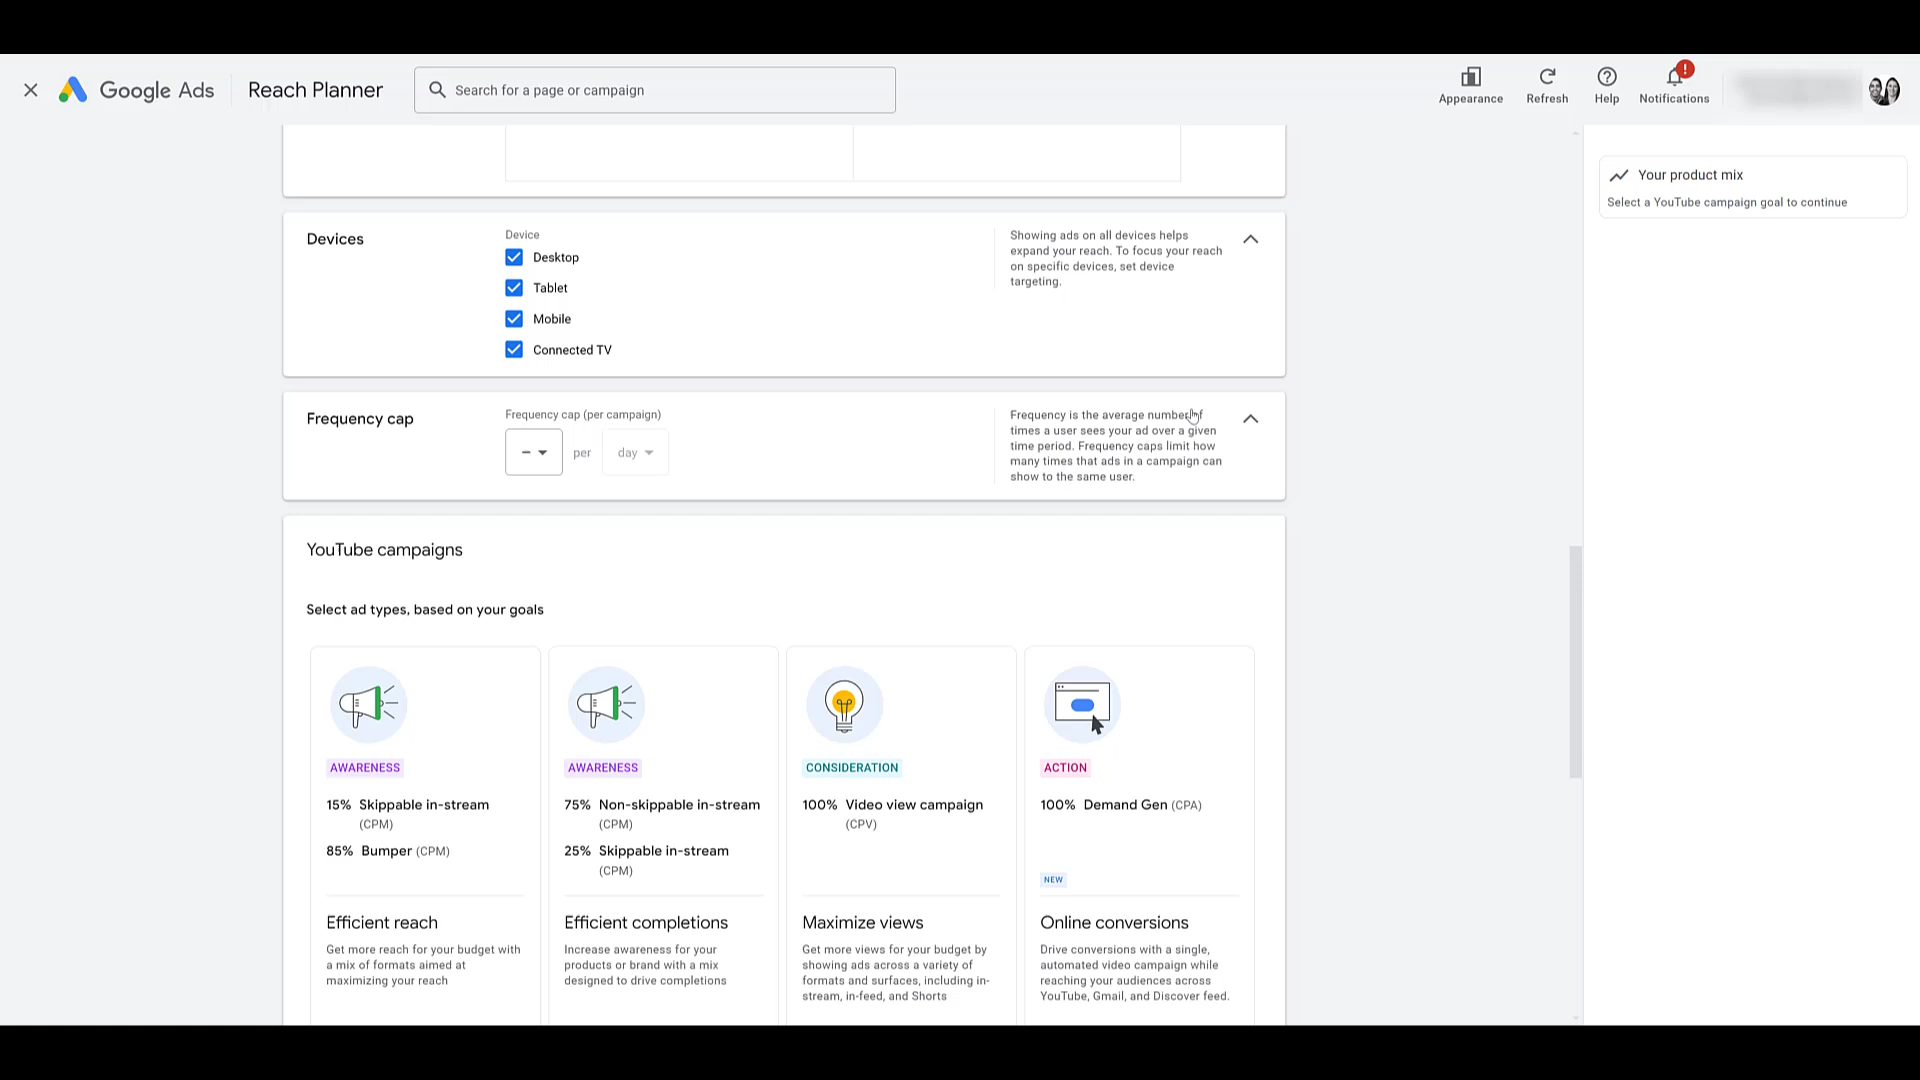 Google Ads
Reach Planner
Search for a page or campaign
Appearance
Refresh
Help
!
Notifications
Your product mix
Select a YouTube campaign goal to continue
Devices
Device
Desktop
Tablet
Mobile
Connected TV
Showing ads on all devices helps
expand your reach. To focus your reach
on specific devices, set device
targeting.
Frequency cap
Frequency cap (per campaign)
– per day
Frequency is the average number of
times a user sees your ad over a given
time period. Frequency caps limit how
many times that ads in a campaign can
show to the same user.
YouTube campaigns
Select ad types, based on your goals
AWARENESS
15% Skippable in-stream
(CPM)
85% Bumper (CPM)
Efficient reach
Get more reach for your budget with
a mix of formats aimed at
maximizing your reach
AWARENESS
75% Non-skippable in-stream
(CPM)
25% Skippable in-stream
(CPM)
Efficient completions
Increase awareness for your
products or brand with a mix
designed to drive completions
CONSIDERATION
100% Video view campaign
(CPV)
Maximize views
Get more views for your budget by
showing ads across a variety of
formats and surfaces, including in-
stream, in-feed, and Shorts
ACTION
100% Demand Gen (CPA)
NEW
Online conversions
Drive conversions with a single,
automated video campaign while
reaching your audiences across
YouTube, Gmail, and Discover feed.